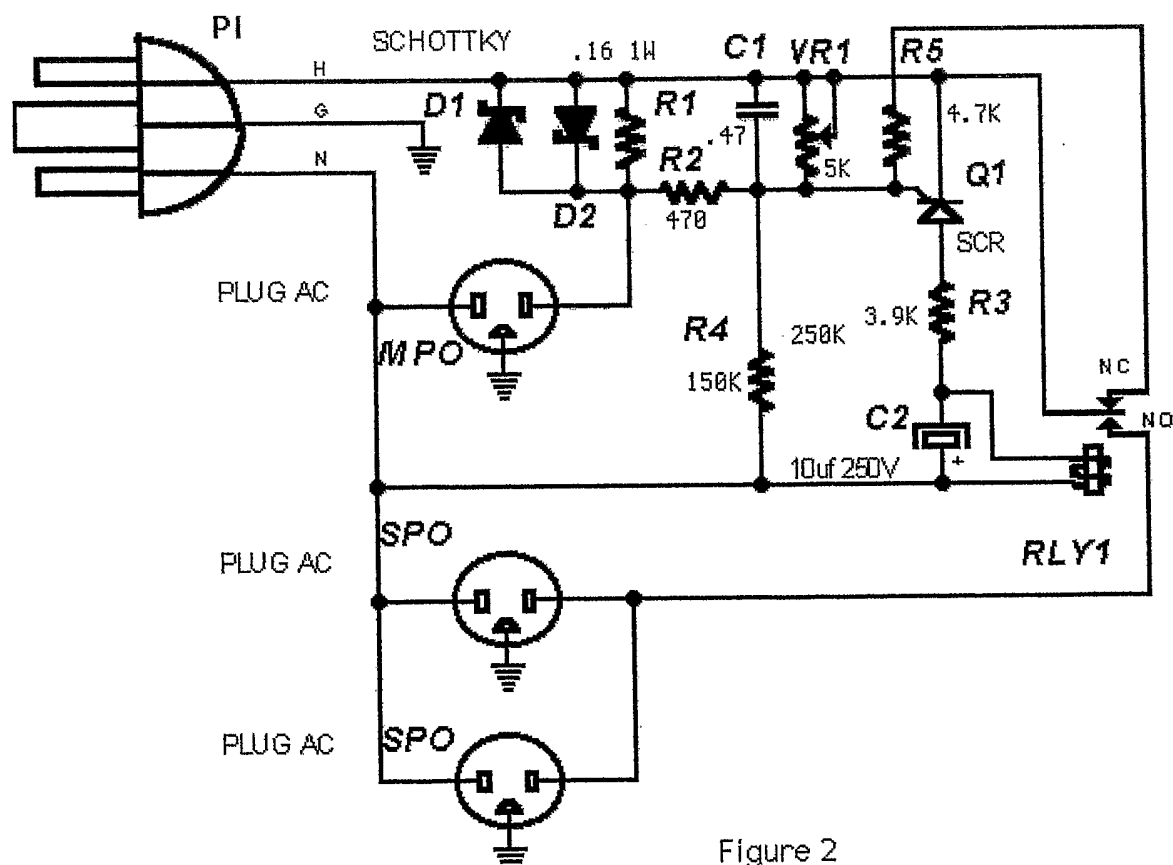 PI
SCHOTTKY
.16 1W
C1
VR1
R5
H
D1
R1
4.7K
G
.47
R2
5K
Q1
N
D2
470
SCR
PLUG AC
R3
3.9K
MPO
R4
250K
150K
NC
C2
NO
+
10uf 250V
SPO
PLUG AC
RLY1
PLUG AC
SPO
Figure 2